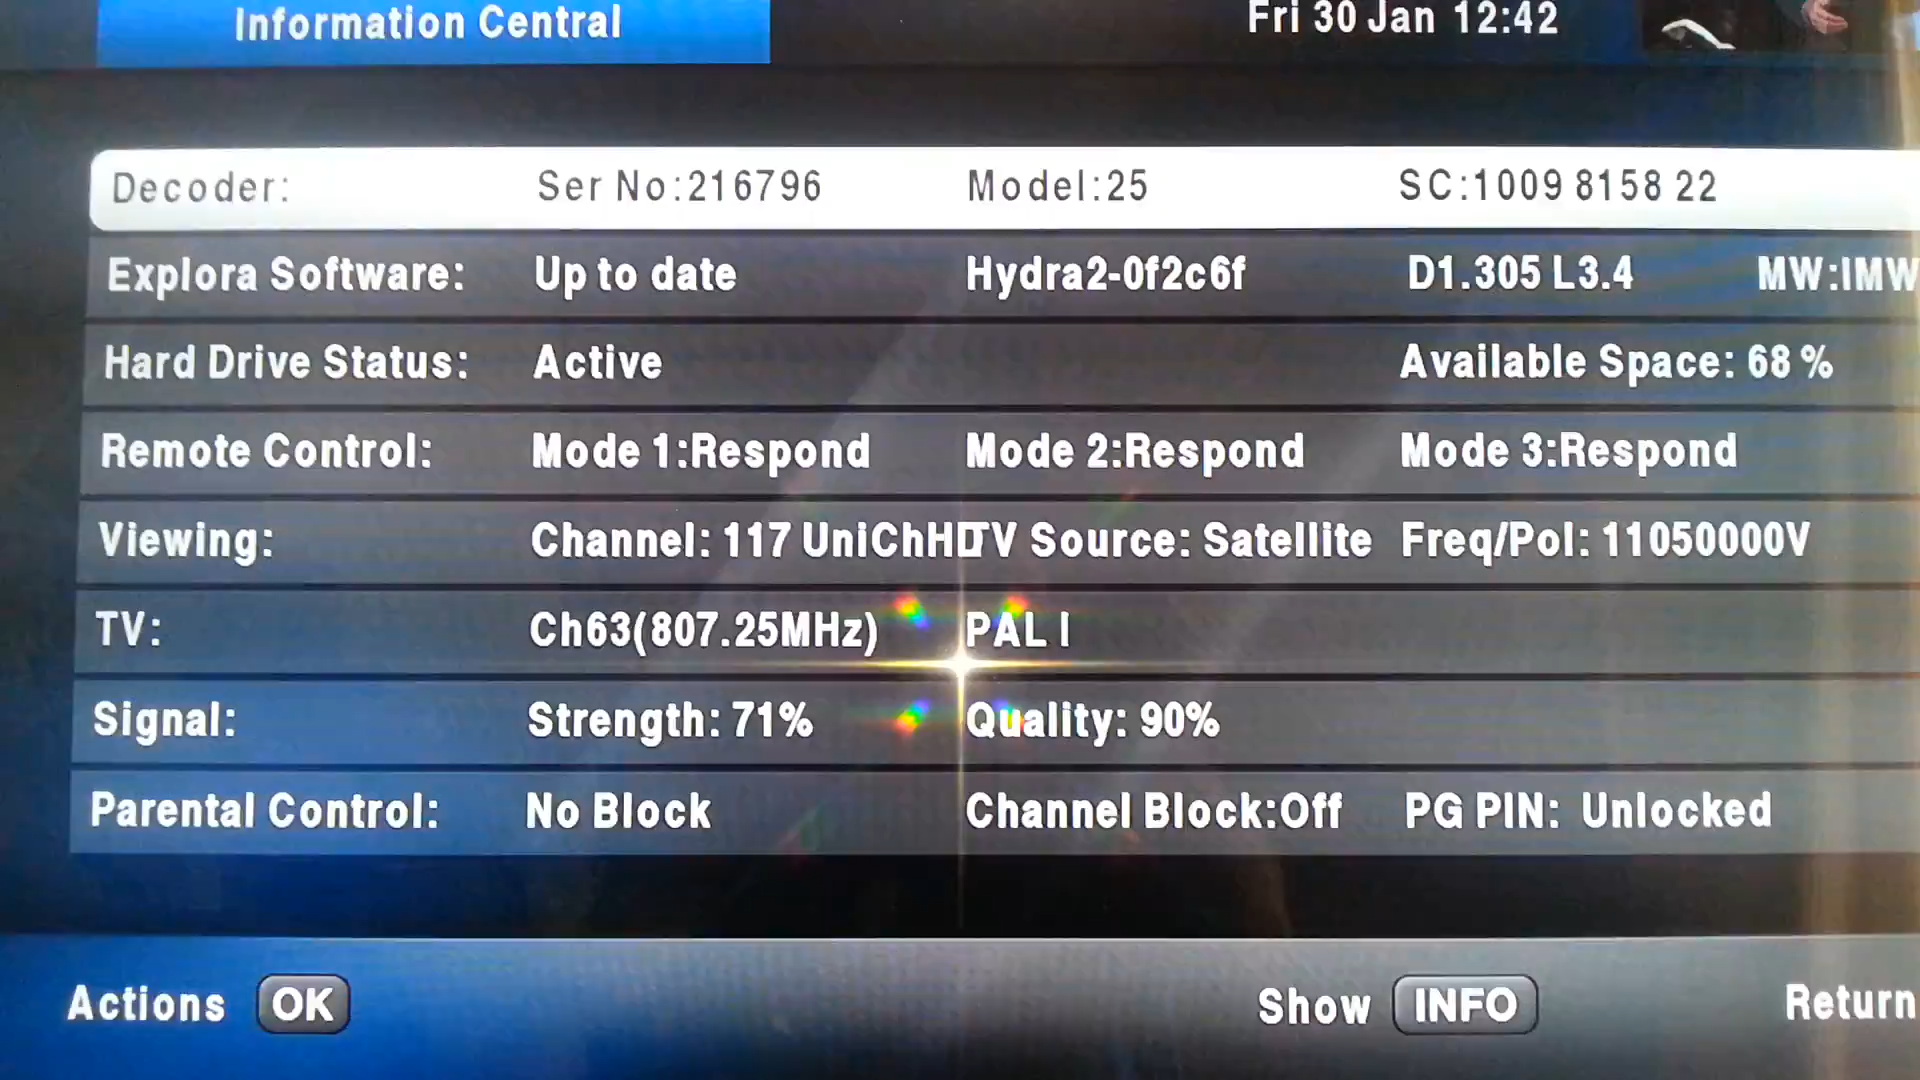 Information Central Fri 30 Jan 12:42
Decoder: Ser No:216796 Model:25 SC:1009 8158 22
Explora Software: Up to date Hydra2-0f2c6f D1.305 L3.4 MW:IMW
Hard Drive Status: Active Available Space: 68 %
Remote Control: Mode 1:Respond Mode 2:Respond Mode 3:Respond
Viewing: Channel: 117 UniChHD TV Source: Satellite Freq/Pol: 11050000V
TV: Ch63(807.25MHz) PAL I
Signal: Strength: 71% Quality: 90%
Parental Control: No Block Channel Block:Off PG PIN: Unlocked
Actions OK Show INFO Return